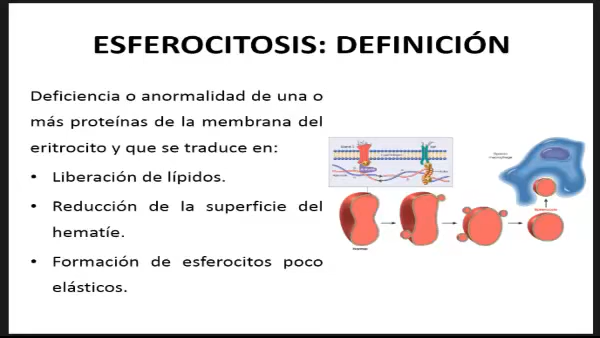 ESFEROCITOSIS: DEFINICIÓN
Deficiencia o anormalidad de una o
más proteínas de la membrana del
eritrocito y que se traduce en:
• Liberación de lípidos.
• Reducción de la superficie del
hematíe.
• Formación de esferocitos poco
elásticos.